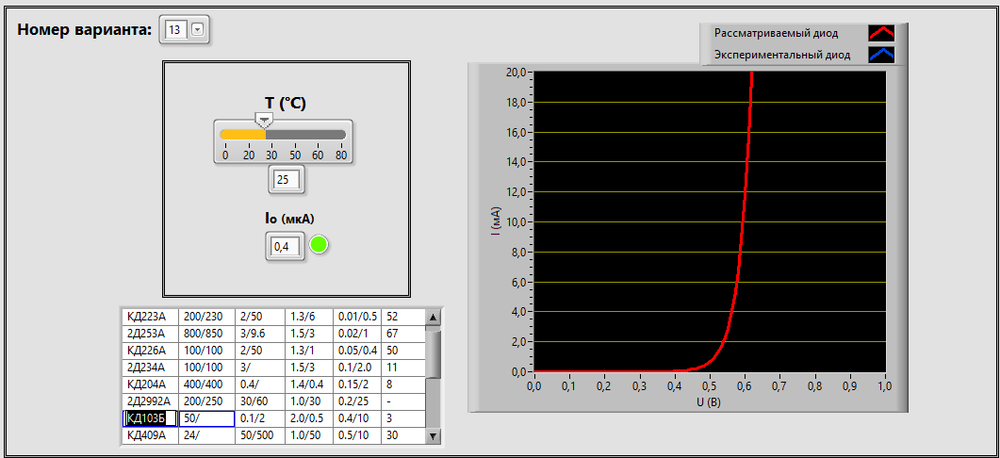 Номер варианта: 13
T (°C)
0 20 30 50 60 80
25
Io (мкА)
0,4
КД223А 200/230 2/50 1.3/6 0.01/0.5 52
2Д253А 800/850 3/9.6 1.5/3 0.02/1 67
КД226А 100/100 2/50 1.3/1 0.05/0.4 50
2Д234А 100/100 3/ 1.5/3 0.1/2.0 11
КД204А 400/400 0.4/ 1.4/0.4 0.15/2 8
2Д2992А 200/250 30/60 1.0/30 0.2/25 -
КД103Б 50/ 0.1/2 2.0/0.5 0.4/10 3
КД409А 24/ 50/500 1.0/50 0.5/10 30
Рассматриваемый диод
Экспериментальный диод
20,0
18,0
16,0
14,0
12,0
10,0
8,0
6,0
4,0
2,0
0,0
I (мА)
0,0 0,1 0,2 0,3 0,4 0,5 0,6 0,7 0,8 0,9 1,0
U (В)